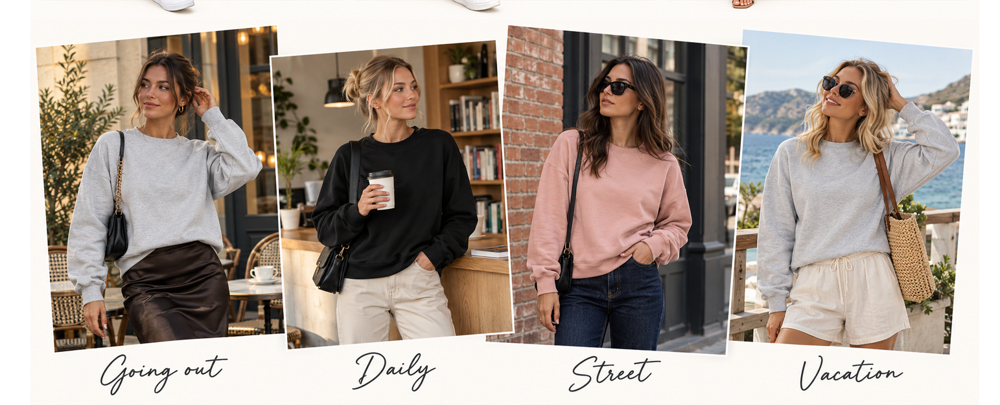 Going out
Daily
Street
Vacation